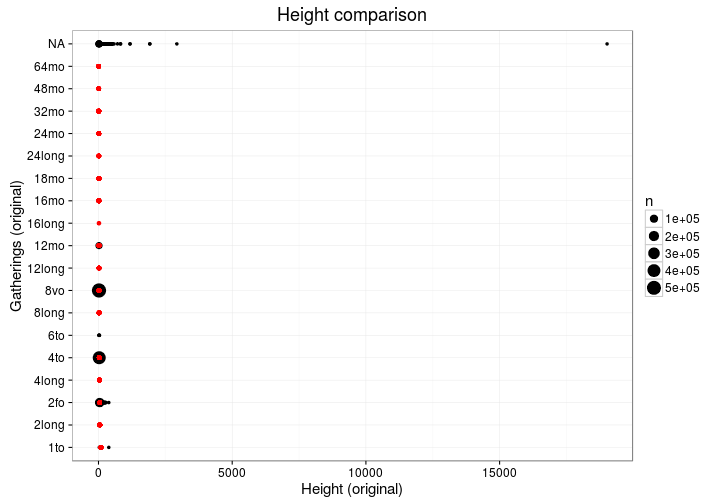 Height comparison
Gatherings (original)
NA
64mo
48mo
32mo
24mo
24long
18mo
16mo
16long
12mo
12long
8vo
8long
6to
4to
4long
2fo
2long
1to
0 5000 10000 15000
Height (original)
n
1e+05
2e+05
3e+05
4e+05
5e+05